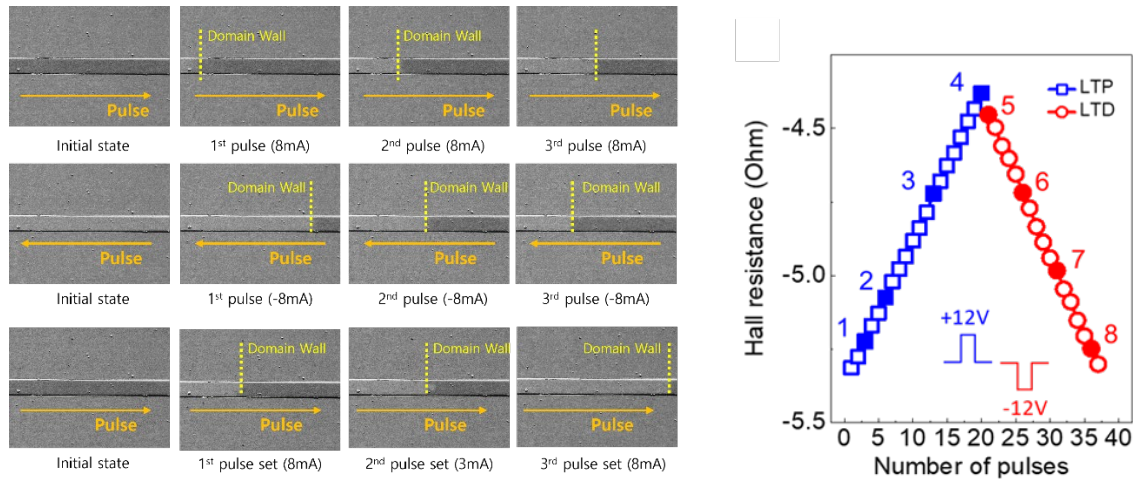 Domain Wall
Domain Wall
Pulse
Pulse
Pulse
Pulse
Initial state
1st pulse (8mA)
2nd pulse (8mA)
3rd pulse (8mA)
Domain Wall
Domain Wall
Domain Wall
Pulse
Pulse
Pulse
Pulse
Initial state
1st pulse (-8mA)
2nd pulse (-8mA)
3rd pulse (-8mA)
Domain Wall
Domain Wall
Domain Wall
Pulse
Pulse
Pulse
Pulse
Initial state
1st pulse set (8mA)
2nd pulse set (3mA)
3rd pulse set (8mA)
Hall resistance (Ohm)
-4.5
-5.0
-5.5
1
2
3
4
5
6
7
8
LTP
LTD
+12V
-12V
0 5 10 15 20 25 30 35 40
Number of pulses